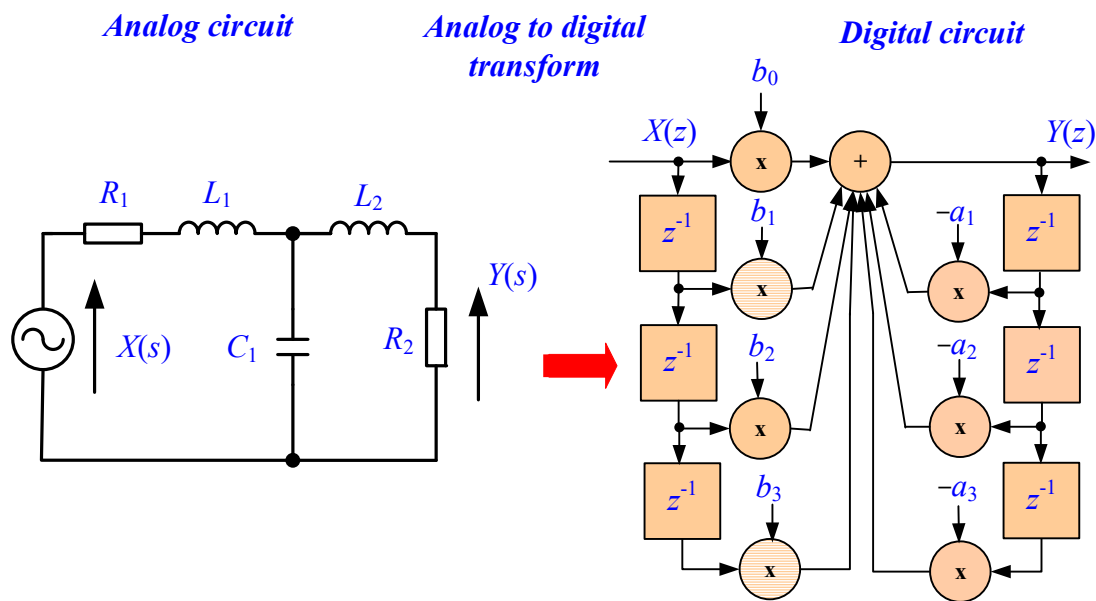 Analog circuit
Analog to digital
transform
Digital circuit
R₁
L₁
L₂
X(s)
C₁
R₂
Y(s)
b₀
X(z)
x
+
Y(z)
z⁻¹
b₁
x
−a₁
x
z⁻¹
z⁻¹
b₂
x
−a₂
x
z⁻¹
z⁻¹
b₃
x
−a₃
x
z⁻¹